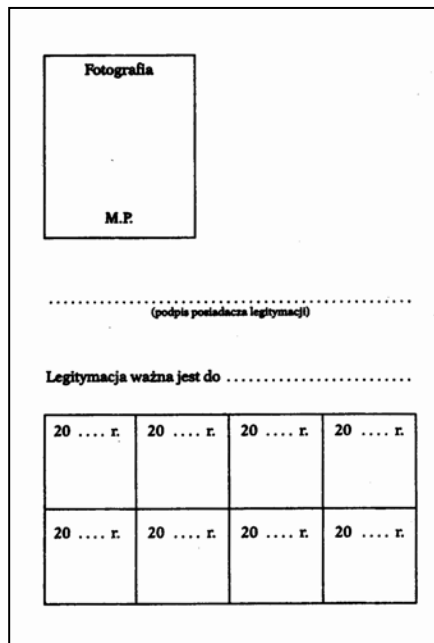 Fotografia
M.P.
................................................
(podpis posiadacza legitymacji)
Legitymacja ważna jest do .........................
20 .... r. 20 .... r. 20 .... r. 20 .... r.
20 .... r. 20 .... r. 20 .... r. 20 .... r.